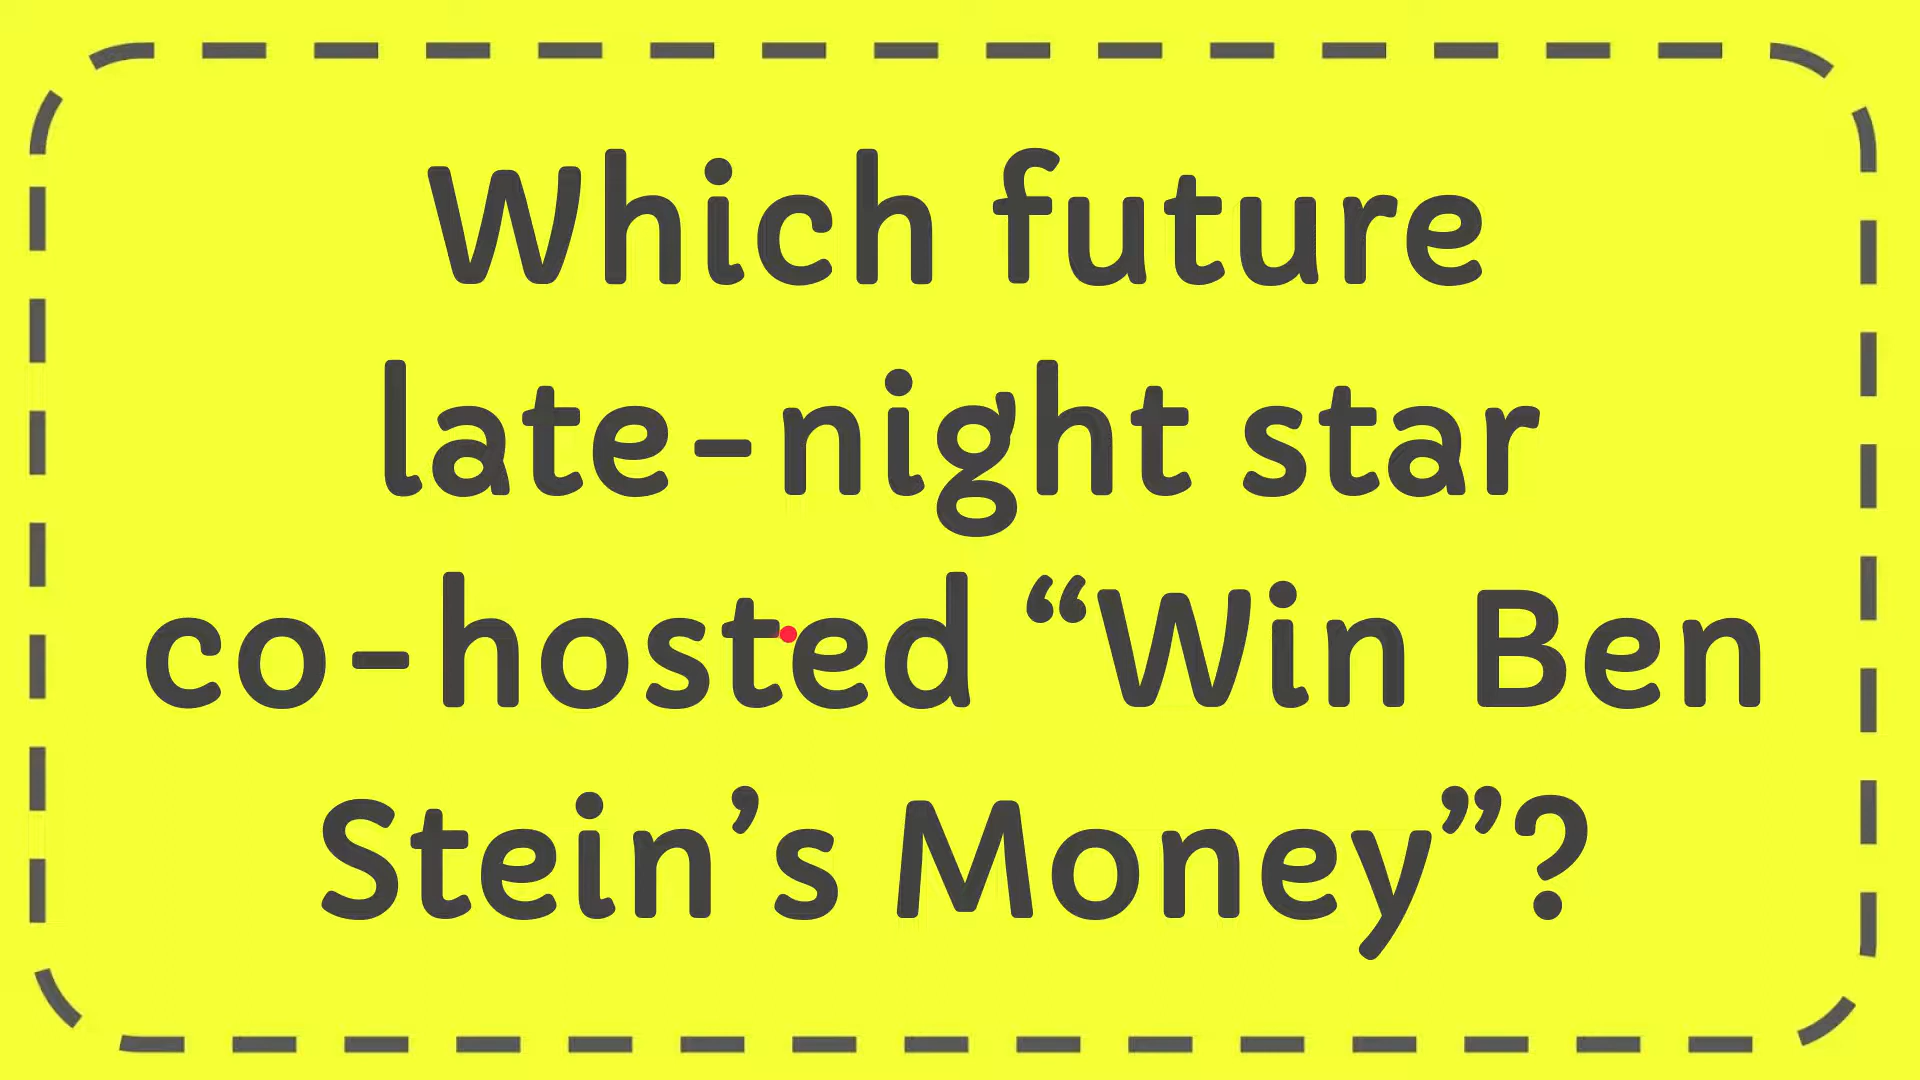 Which future
late-night star
co-hosted “Win Ben
Stein’s Money”?